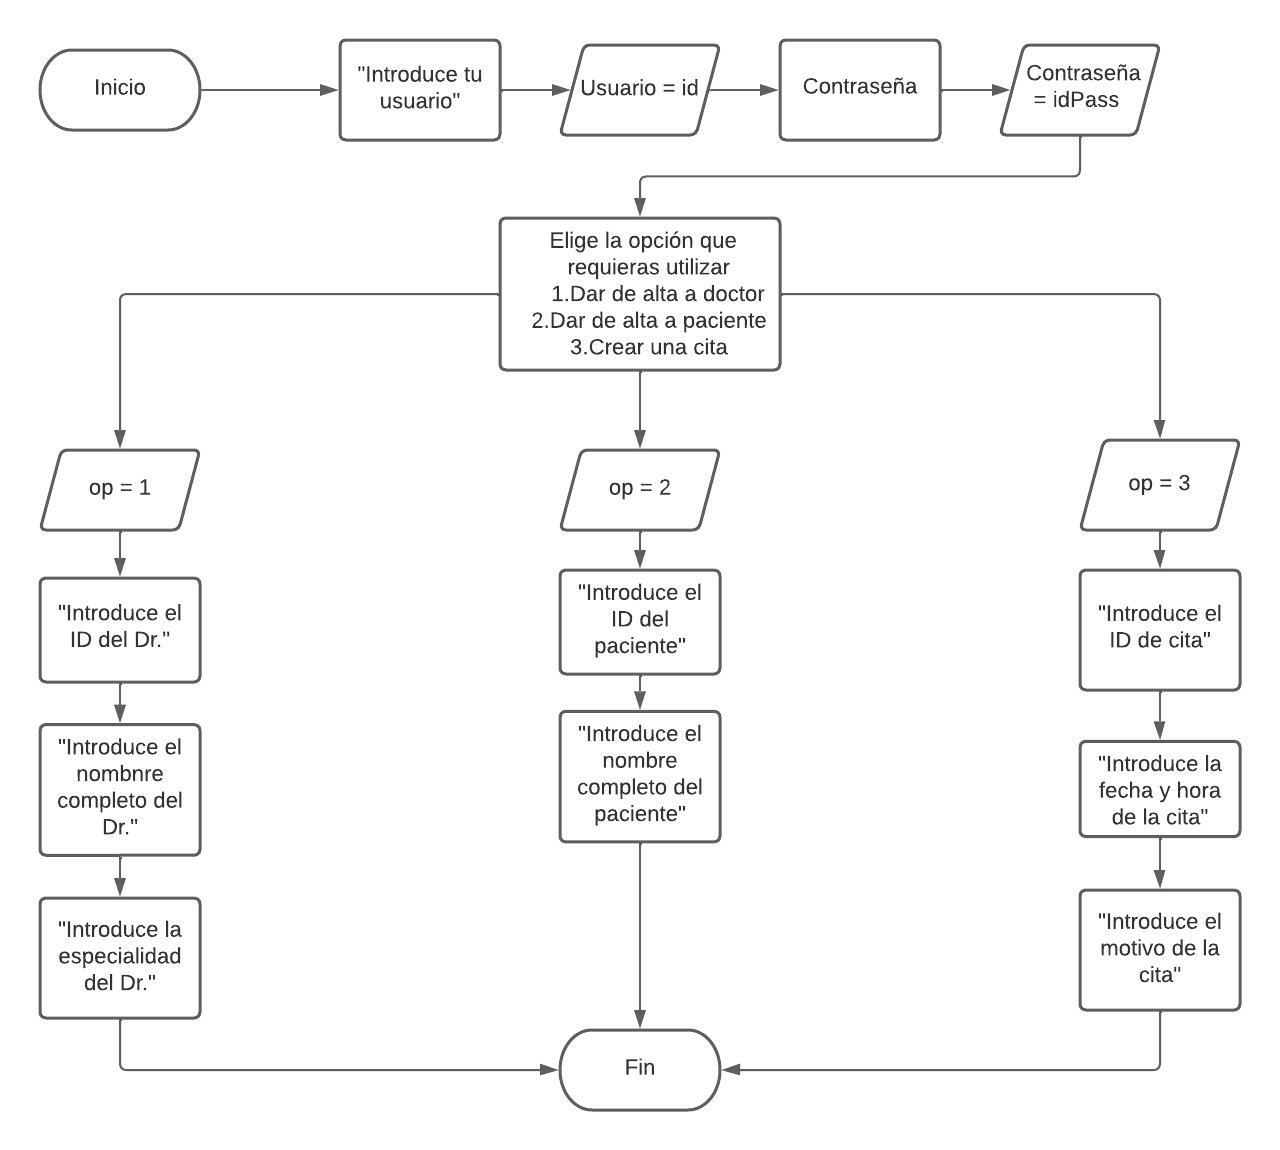 Inicio
"Introduce tu
usuario"
Usuario = id
Contraseña
Contraseña
= idPass
Elige la opción que
requieras utilizar
1.Dar de alta a doctor
2.Dar de alta a paciente
3.Crear una cita
op = 1
"Introduce el
ID del Dr."
"Introduce el
nombnre
completo del
Dr."
"Introduce la
especialidad
del Dr."
op = 2
"Introduce el
ID del
paciente"
"Introduce el
nombre
completo del
paciente"
op = 3
"Introduce el
ID de cita"
"Introduce la
fecha y hora
de la cita"
"Introduce el
motivo de la
cita"
Fin